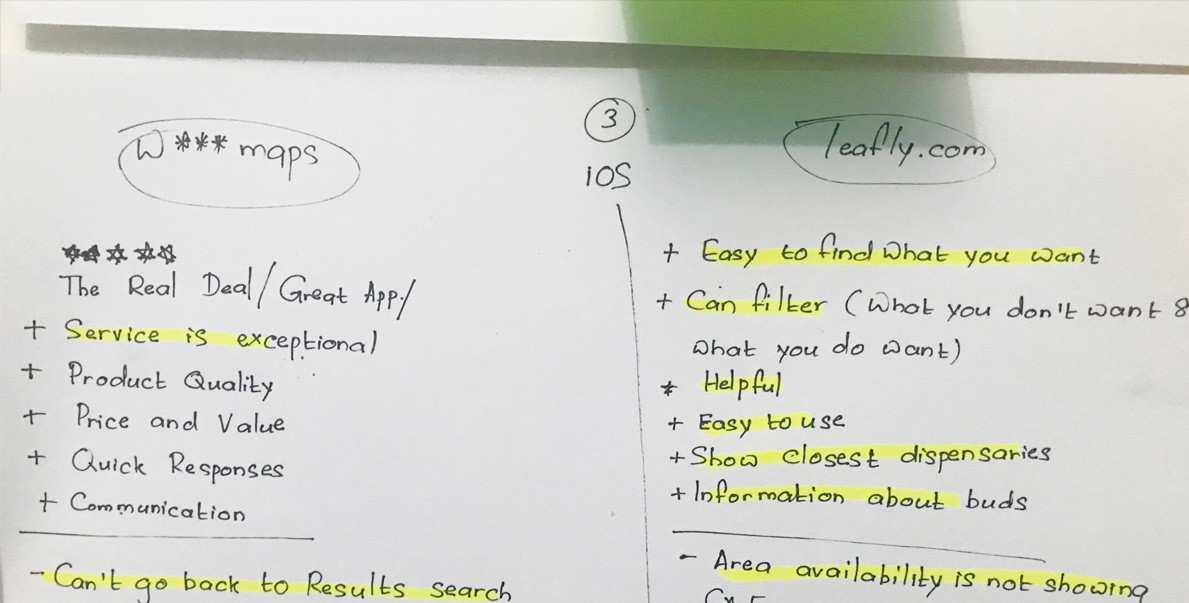 3
iOS
W***maps
The Real Deal/Great App/
+ Service is exceptional
+ Product Quality
+ Price and Value
+ Quick Responses
+ Communication
- Can't go back to Results search
leafly.com
+ Easy to find what you want
+ Can filter (What you don't want &
what you do want)
+ Helpful
+ Easy to use
+ Show closest dispensaries
+ Information about buds
- Area availability is not showing